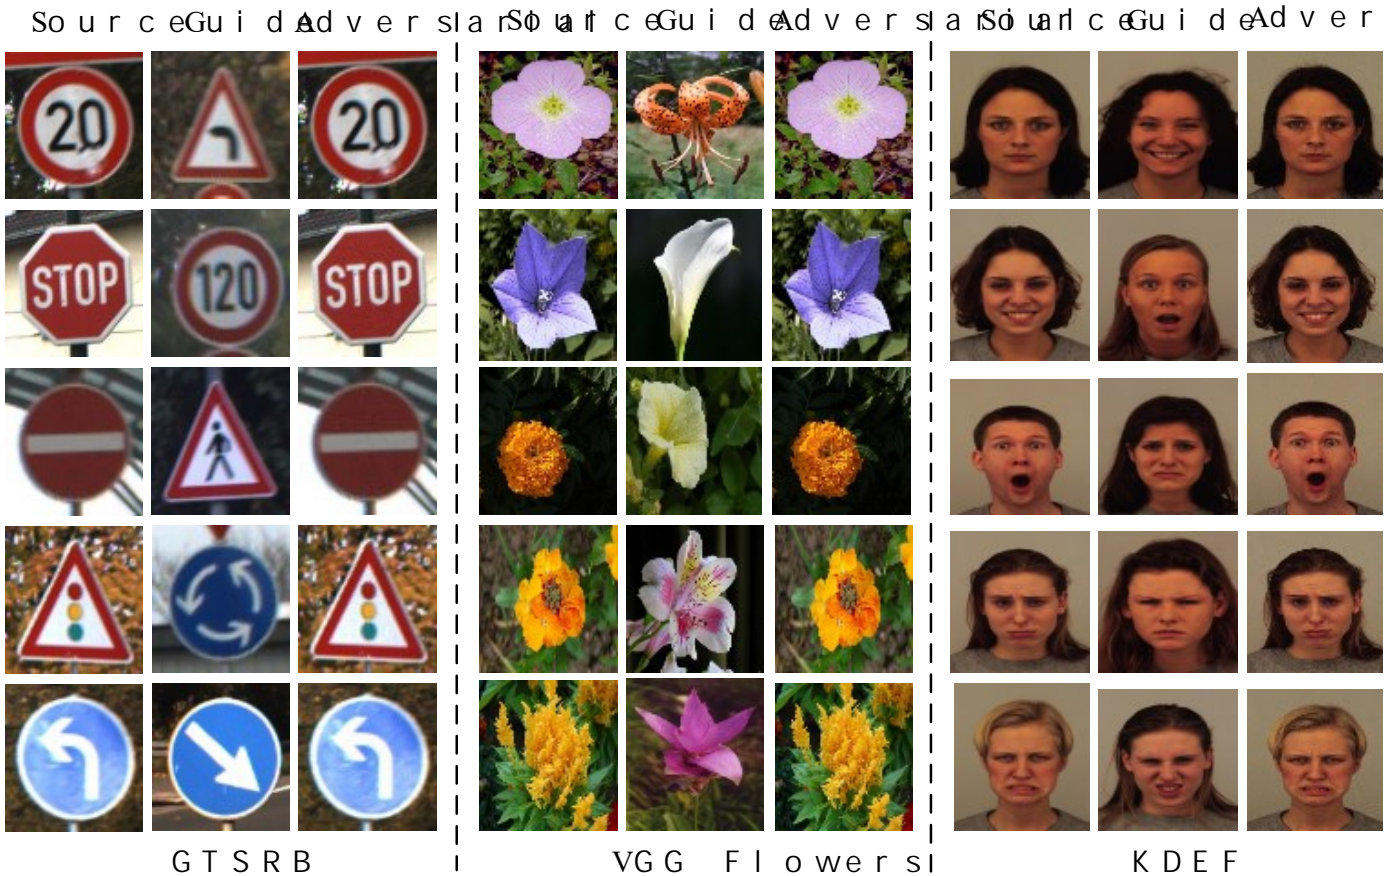 Source Guide Adversarial Source Guide Adversarial Source Guide Adver
20 20
STOP 120 STOP
GTSRB VGG Flowers KDEF